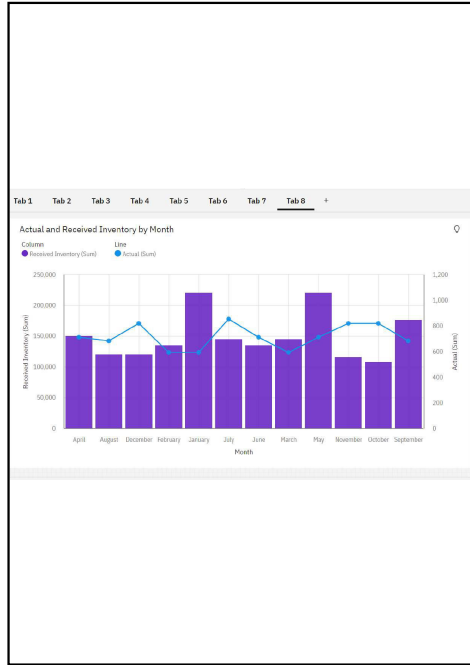 Tab 1 Tab 2 Tab 3 Tab 4 Tab 5 Tab 6 Tab 7 Tab 8 +
Actual and Received Inventory by Month
Column Line
Received Inventory (Sum) Actual (Sum)
250,000 1,200
200,000 1,000
150,000 800
100,000 600
50,000 400
0 200
0
Received Inventory (Sum)
Actual (Sum)
April August December February January July June March May November October September
Month